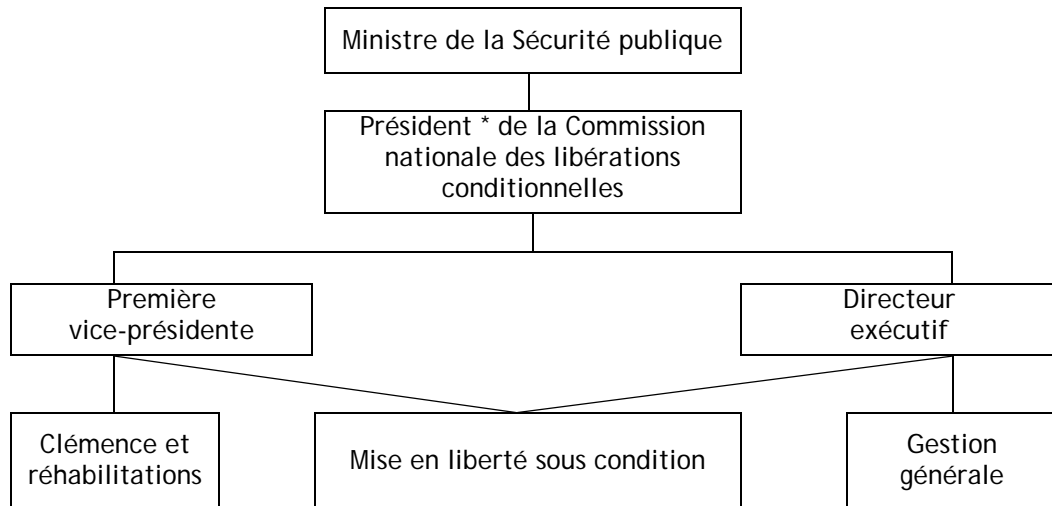 Ministre de la Sécurité publique
Président * de la Commission
nationale des libérations
conditionnelles
Première
vice-présidente
Directeur
exécutif
Clémence et
réhabilitations
Mise en liberté sous condition
Gestion
générale